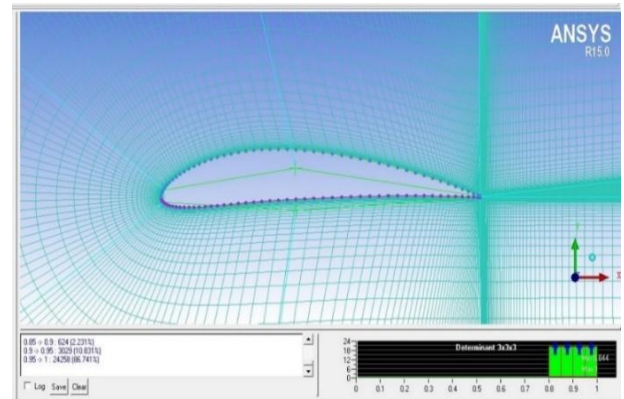 ANSYS
R15.0
0.85 -> 0.9 : 624 (2.231%)
0.9 -> 0.95 : 3029 (10.831%)
0.95 -> 1 : 24258 (86.741%)
Log Save Clear
Determinant 3x3x3
24
18
12
6
0
0 0.1 0.2 0.3 0.4 0.5 0.6 0.7 0.8 0.9 1